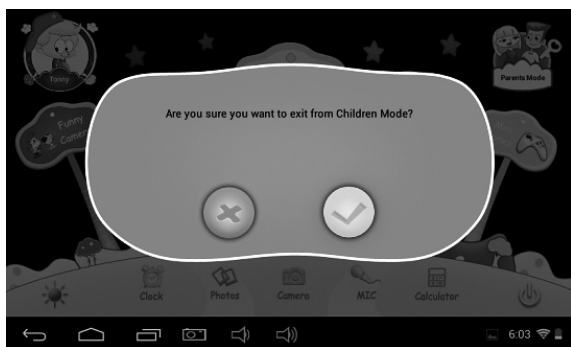 Tonny
Parents Mode
Funny
Camera
Are you sure you want to exit from Children Mode?
Clock
Photos
Camera
MIC
Calculator
6:03